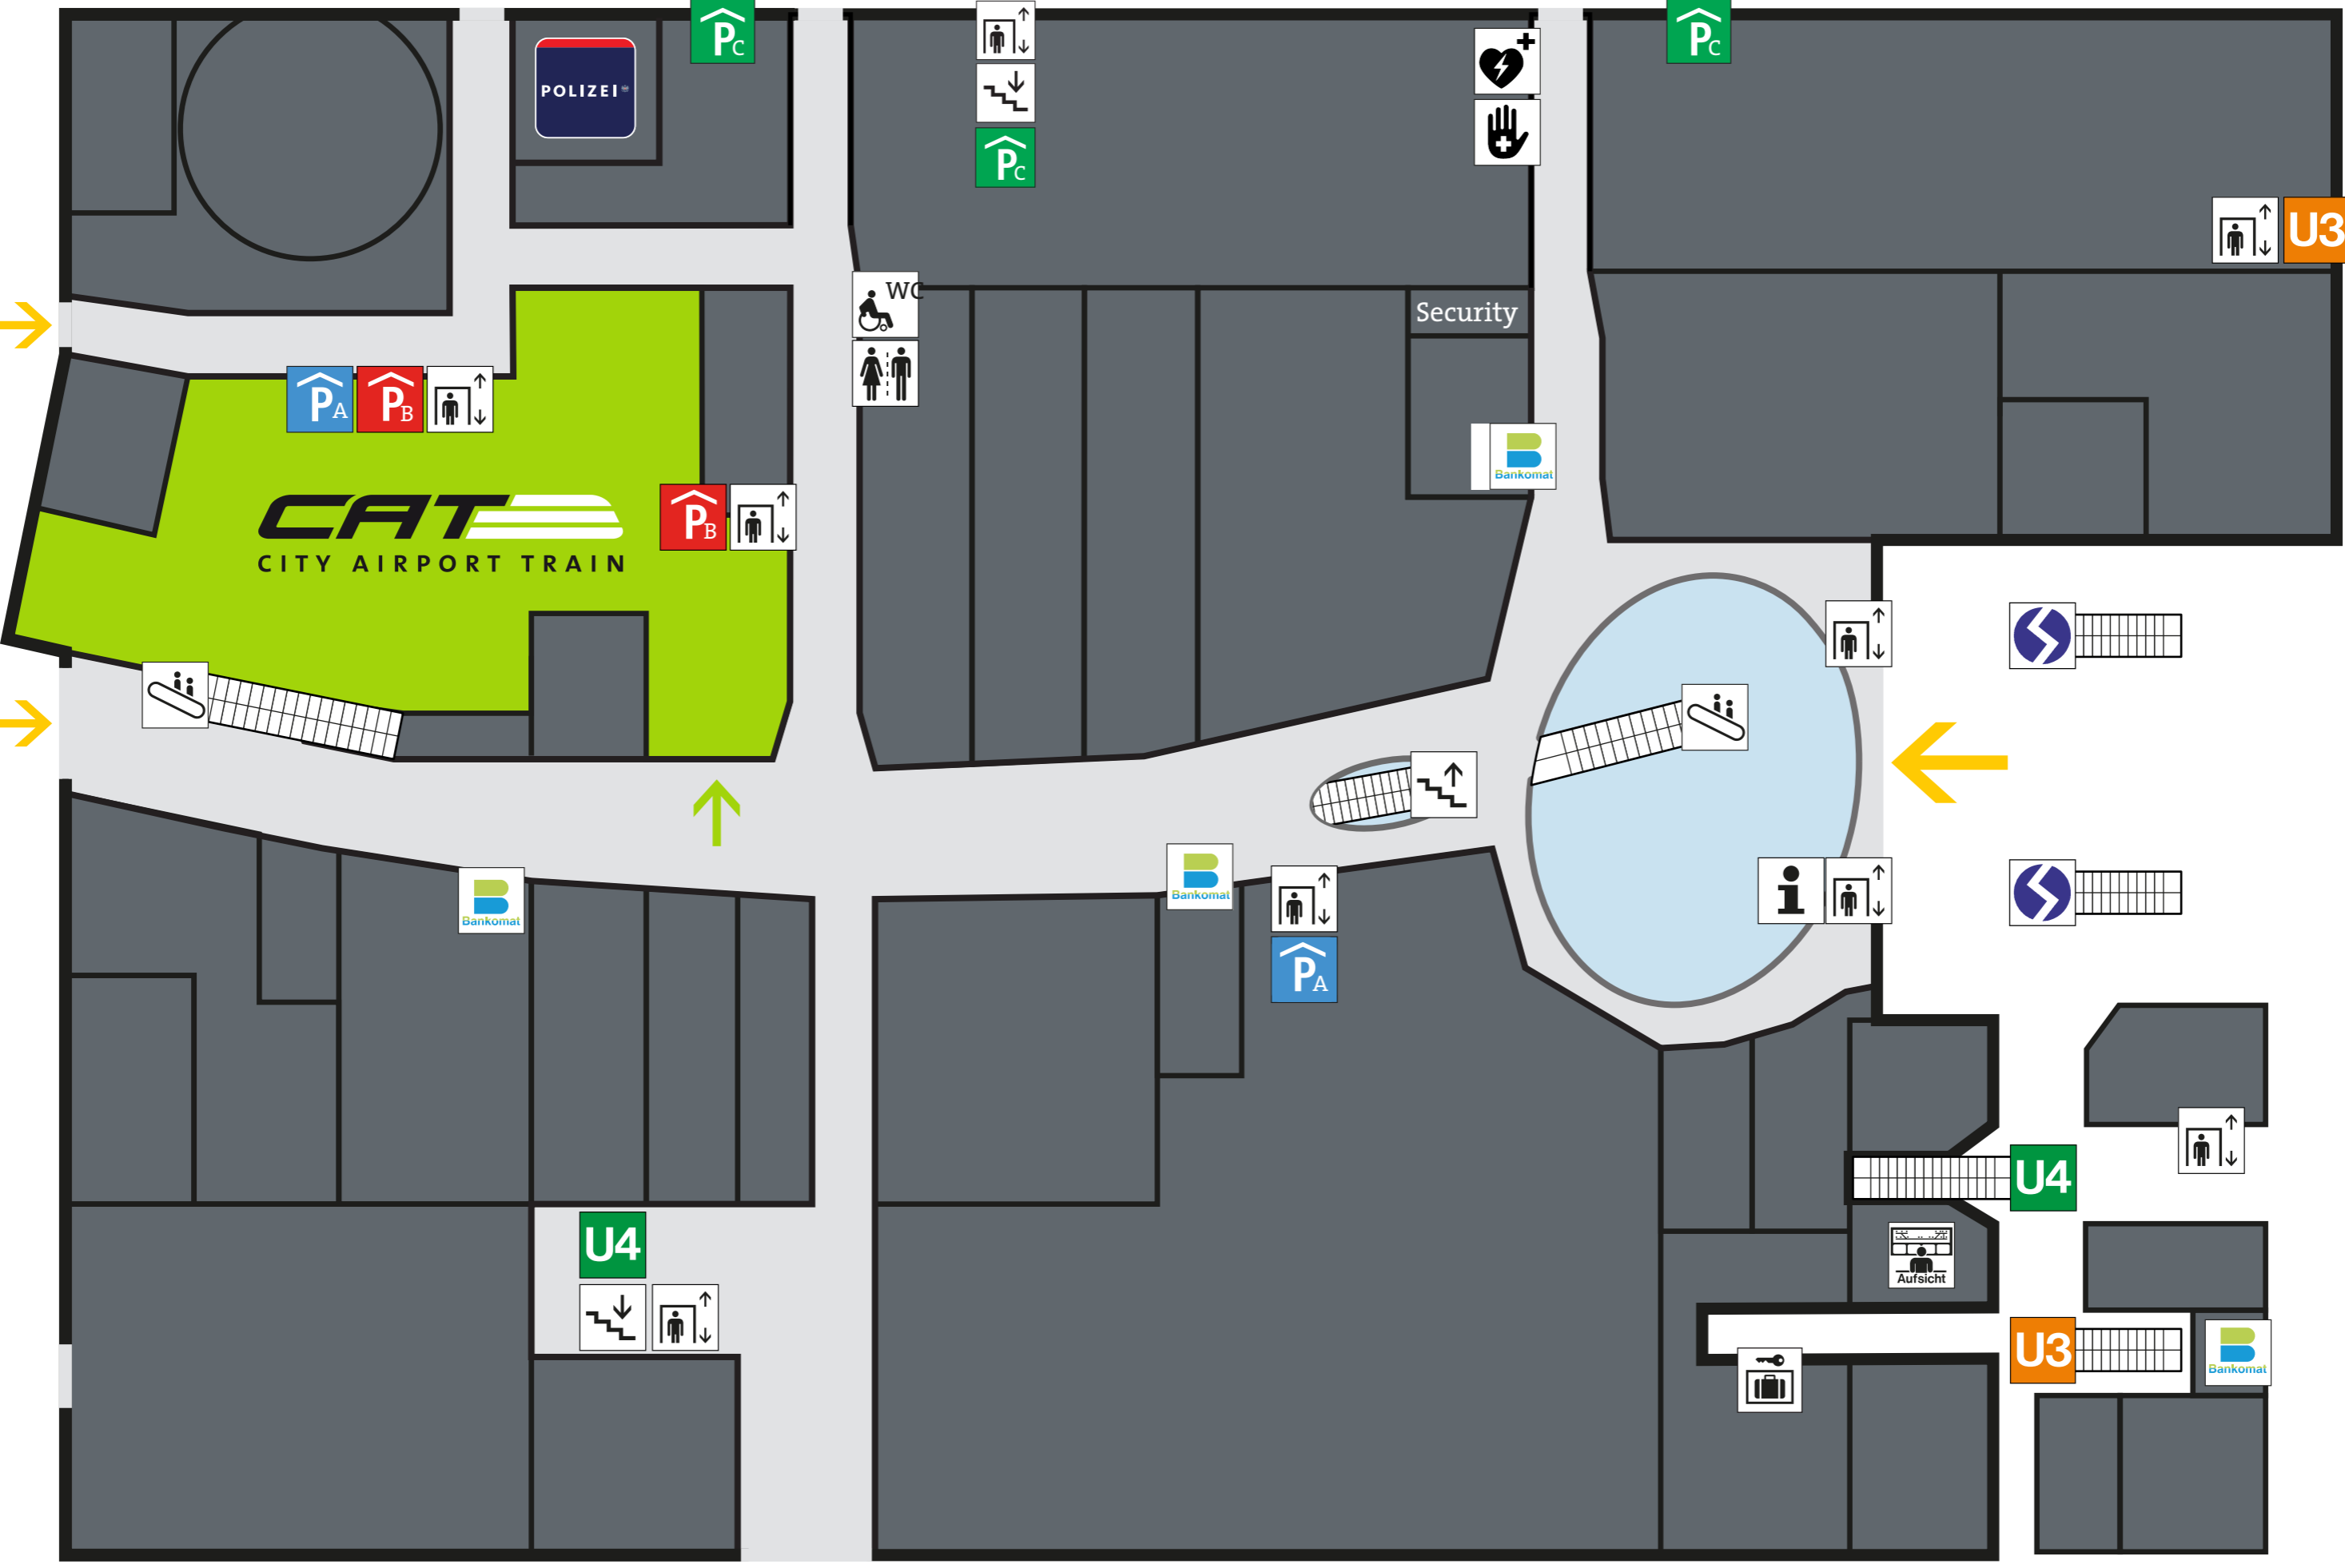 PC
PC
POLIZEI
PC
U3
WC
Security
PA
PB
Bankomat
CAT
CITY AIRPORT TRAIN
PB
Bankomat
Bankomat
i
PA
U4
U4
Aufsicht
U3
Bankomat